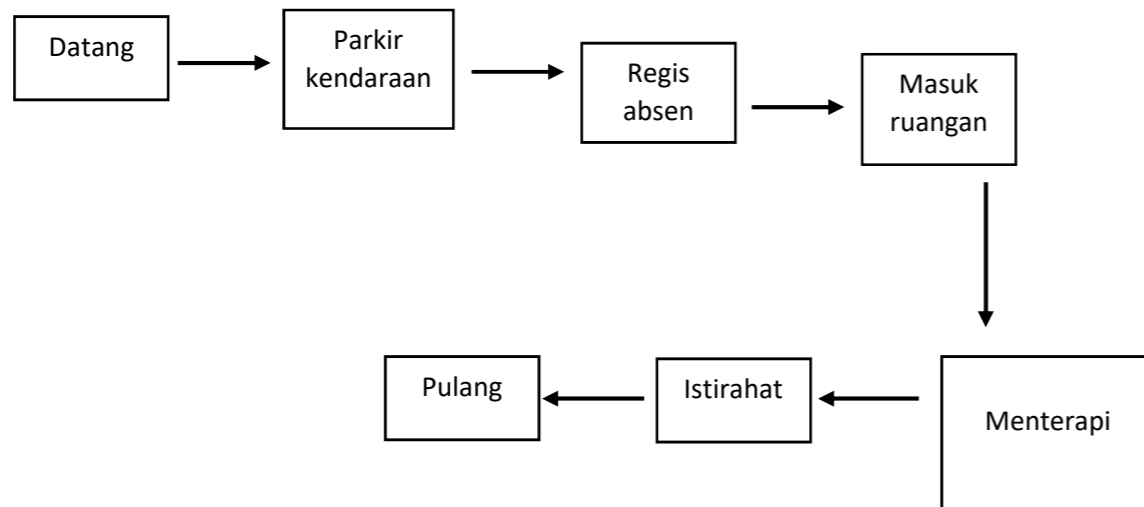 Datang
Parkir
kendaraan
Regis
absen
Masuk
ruangan
Menterapi
Istirahat
Pulang